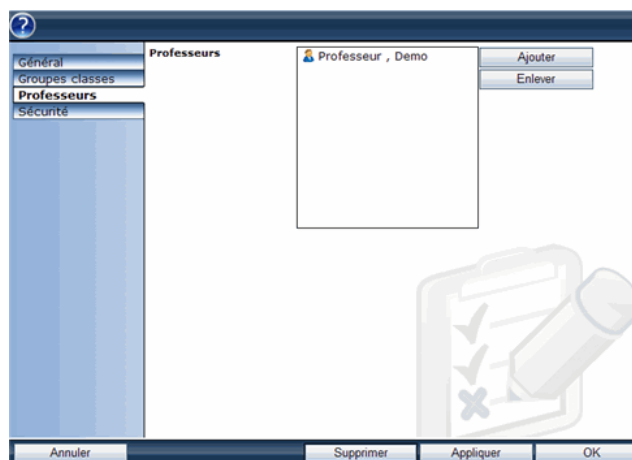 ?
Général
Groupes classes
Professeurs
Sécurité
Professeurs
Professeur , Demo
Ajouter
Enlever
Annuler
Supprimer
Appliquer
OK